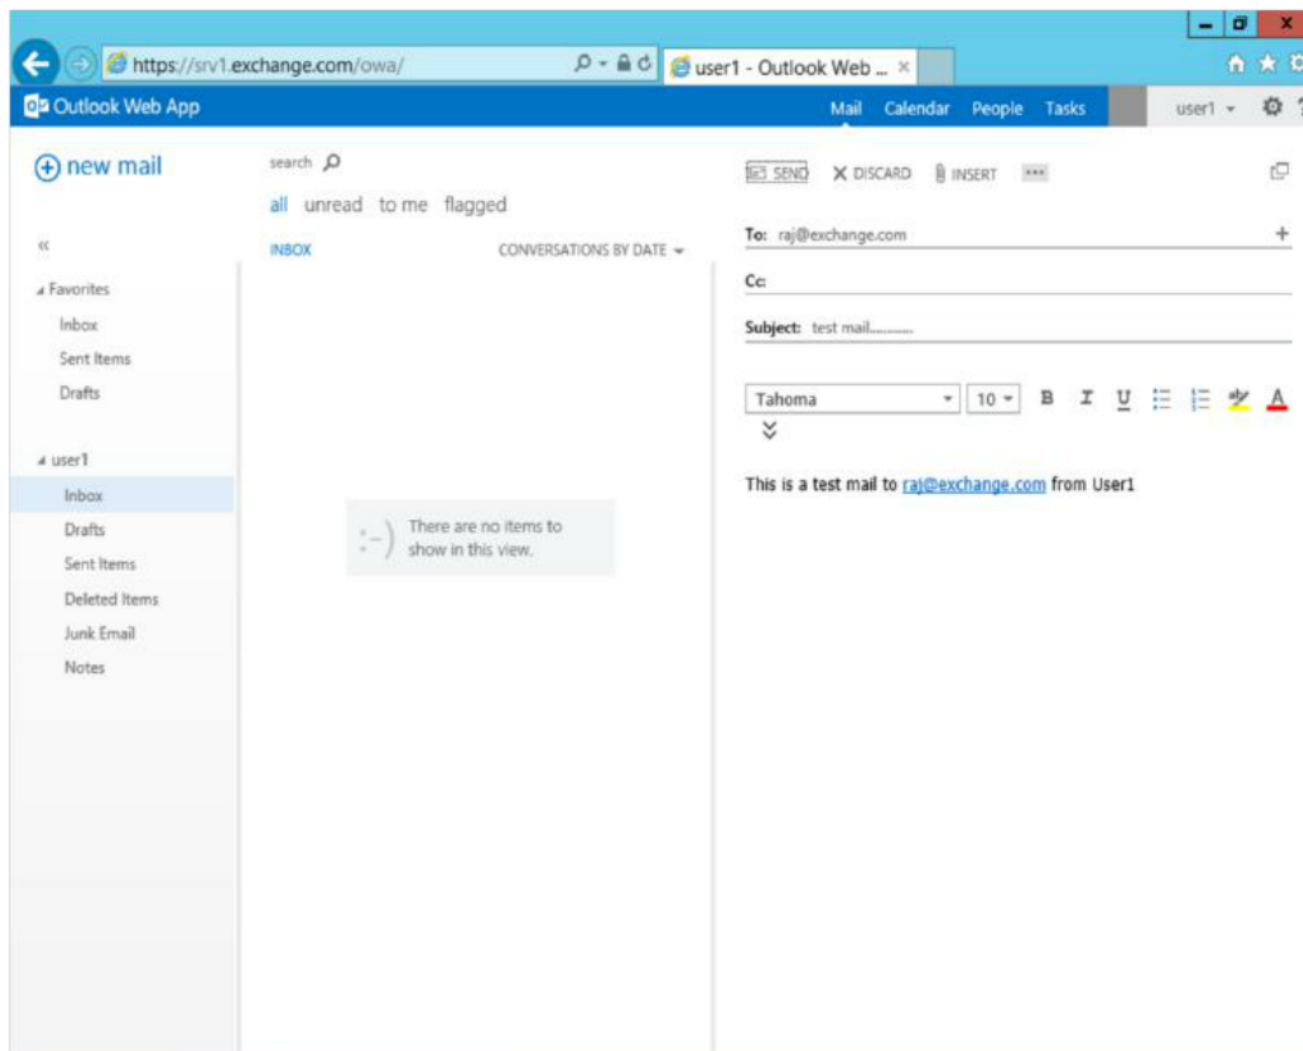 https://srv1.exchange.com/owa/
user1 - Outlook Web ...
Outlook Web App
Mail Calendar People Tasks
user1
new mail
search
all unread to me flagged
INBOX CONVERSATIONS BY DATE
Favorites
Inbox
Sent Items
Drafts
user1
Inbox
Drafts
Sent Items
Deleted Items
Junk Email
Notes
There are no items to
show in this view.
SEND DISCARD INSERT
To: raj@exchange.com
Cc:
Subject: test mail............
Tahoma 10 B I U A
This is a test mail to raj@exchange.com from User1